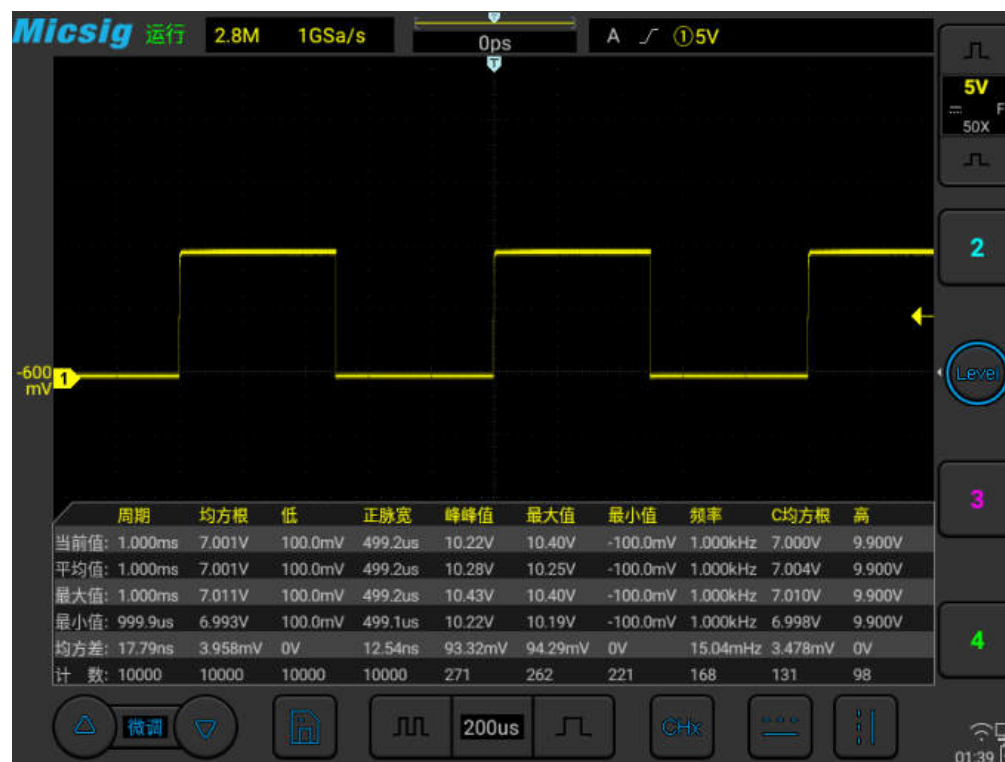 Micsig 运行 2.8M 1GSa/s 0ps A ①5V
T
5V
F
50X
2
-600
mV
1
Level
3
周期 均方根 低 正脉宽 峰峰值 最大值 最小值 频率 C均方根 高
当前值: 1.000ms 7.001V 100.0mV 499.2us 10.22V 10.40V -100.0mV 1.000kHz 7.000V 9.900V
平均值: 1.000ms 7.001V 100.0mV 499.2us 10.28V 10.25V -100.0mV 1.000kHz 7.004V 9.900V
最大值: 1.000ms 7.011V 100.0mV 499.2us 10.43V 10.40V -100.0mV 1.000kHz 7.010V 9.900V
最小值: 999.9us 6.993V 100.0mV 499.1us 10.22V 10.19V -100.0mV 1.000kHz 6.998V 9.900V
均方差: 17.79ns 3.958mV 0V 12.54ns 93.32mV 94.29mV 0V 15.04mHz 3.478mV 0V
计 数: 10000 10000 10000 10000 271 262 221 168 131 98
4
微调 200us CHx
01:39